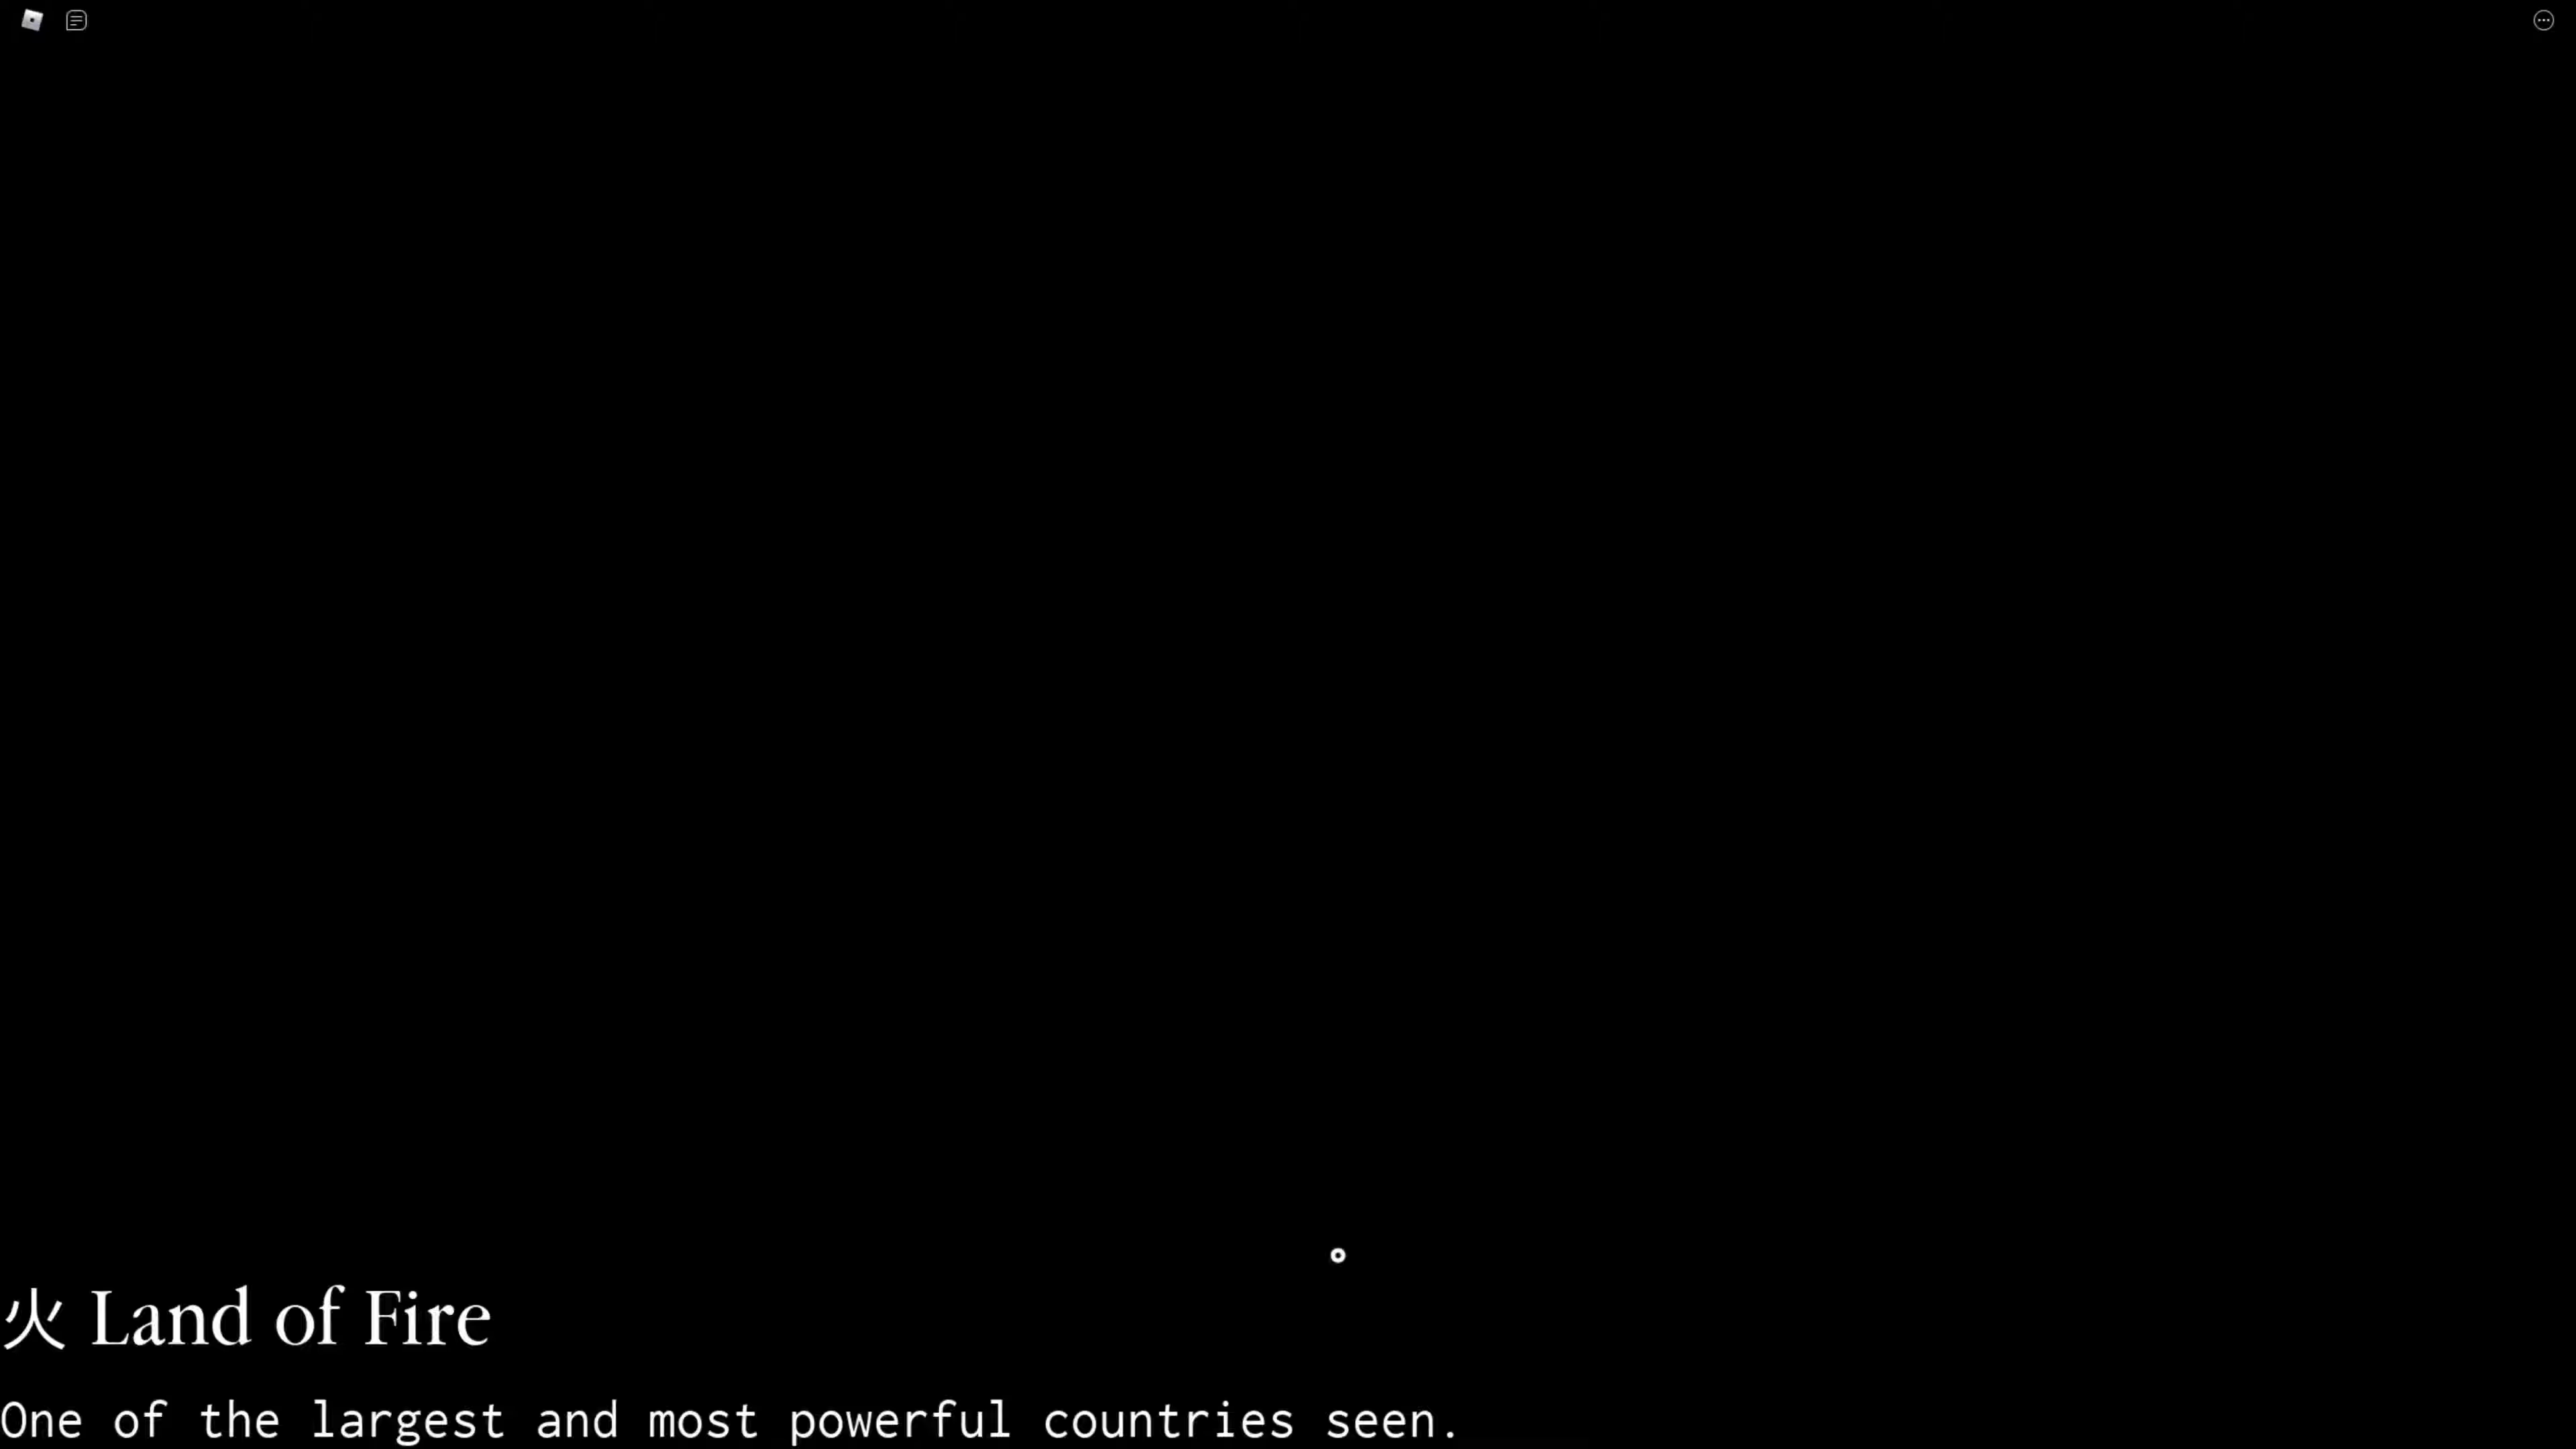 火 Land of Fire
One of the largest and most powerful countries seen.